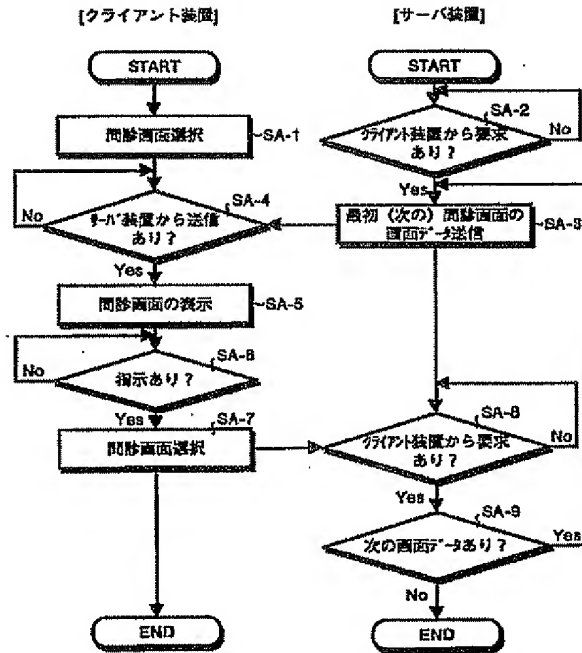 [クライアント装置]
START
問診画面選択
SA-1
SA-4
サーバ装置から送信
あり?
No
Yes
問診画面の表示
SA-5
SA-6
指示あり?
No
Yes
SA-7
問診画面選択
END
[サーバ装置]
START
SA-2
クライアント装置から要求
あり?
No
Yes
最初(次の)問診画面の
画面データ送信
SA-3
SA-8
クライアント装置から要求
あり?
No
Yes
SA-9
次の画面データあり?
Yes
No
END